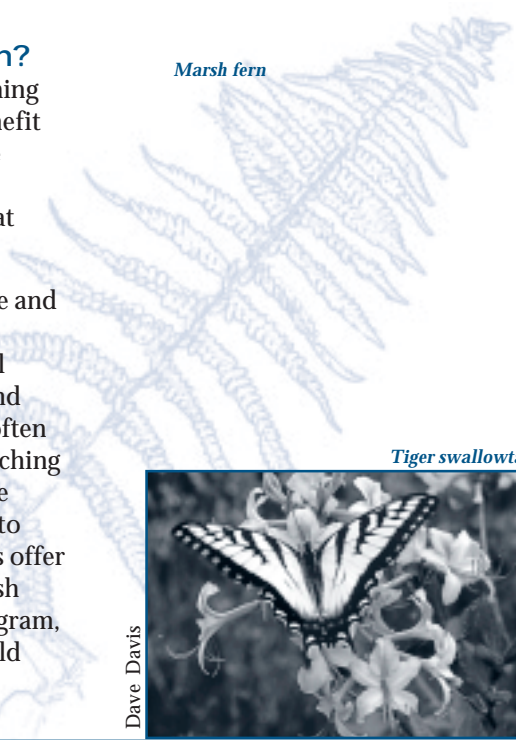 n?
Marsh fern
ning
nefit
at
e and
l
nd
often
ching
e
to
s offer
sh
gram,
ld
Tiger swallowt
Dave Davis